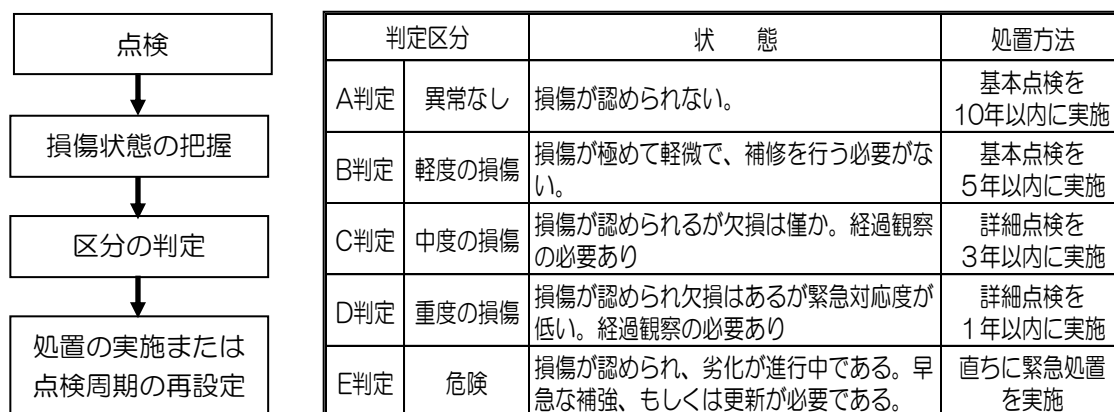 点検
損傷状態の把握
区分の判定
処置の実施または
点検周期の再設定
判定区分
状　態
処置方法
A判定
異常なし
損傷が認められない。
基本点検を
10年以内に実施
B判定
軽度の損傷
損傷が極めて軽微で、補修を行う必要がな
い。
基本点検を
5年以内に実施
C判定
中度の損傷
損傷が認められるが欠損は僅か。経過観察
の必要あり
詳細点検を
3年以内に実施
D判定
重度の損傷
損傷が認められ欠損はあるが緊急対応度が
低い。経過観察の必要あり
詳細点検を
1年以内に実施
E判定
危険
損傷が認められ、劣化が進行中である。早
急な補強、もしくは更新が必要である。
直ちに緊急処置
を実施